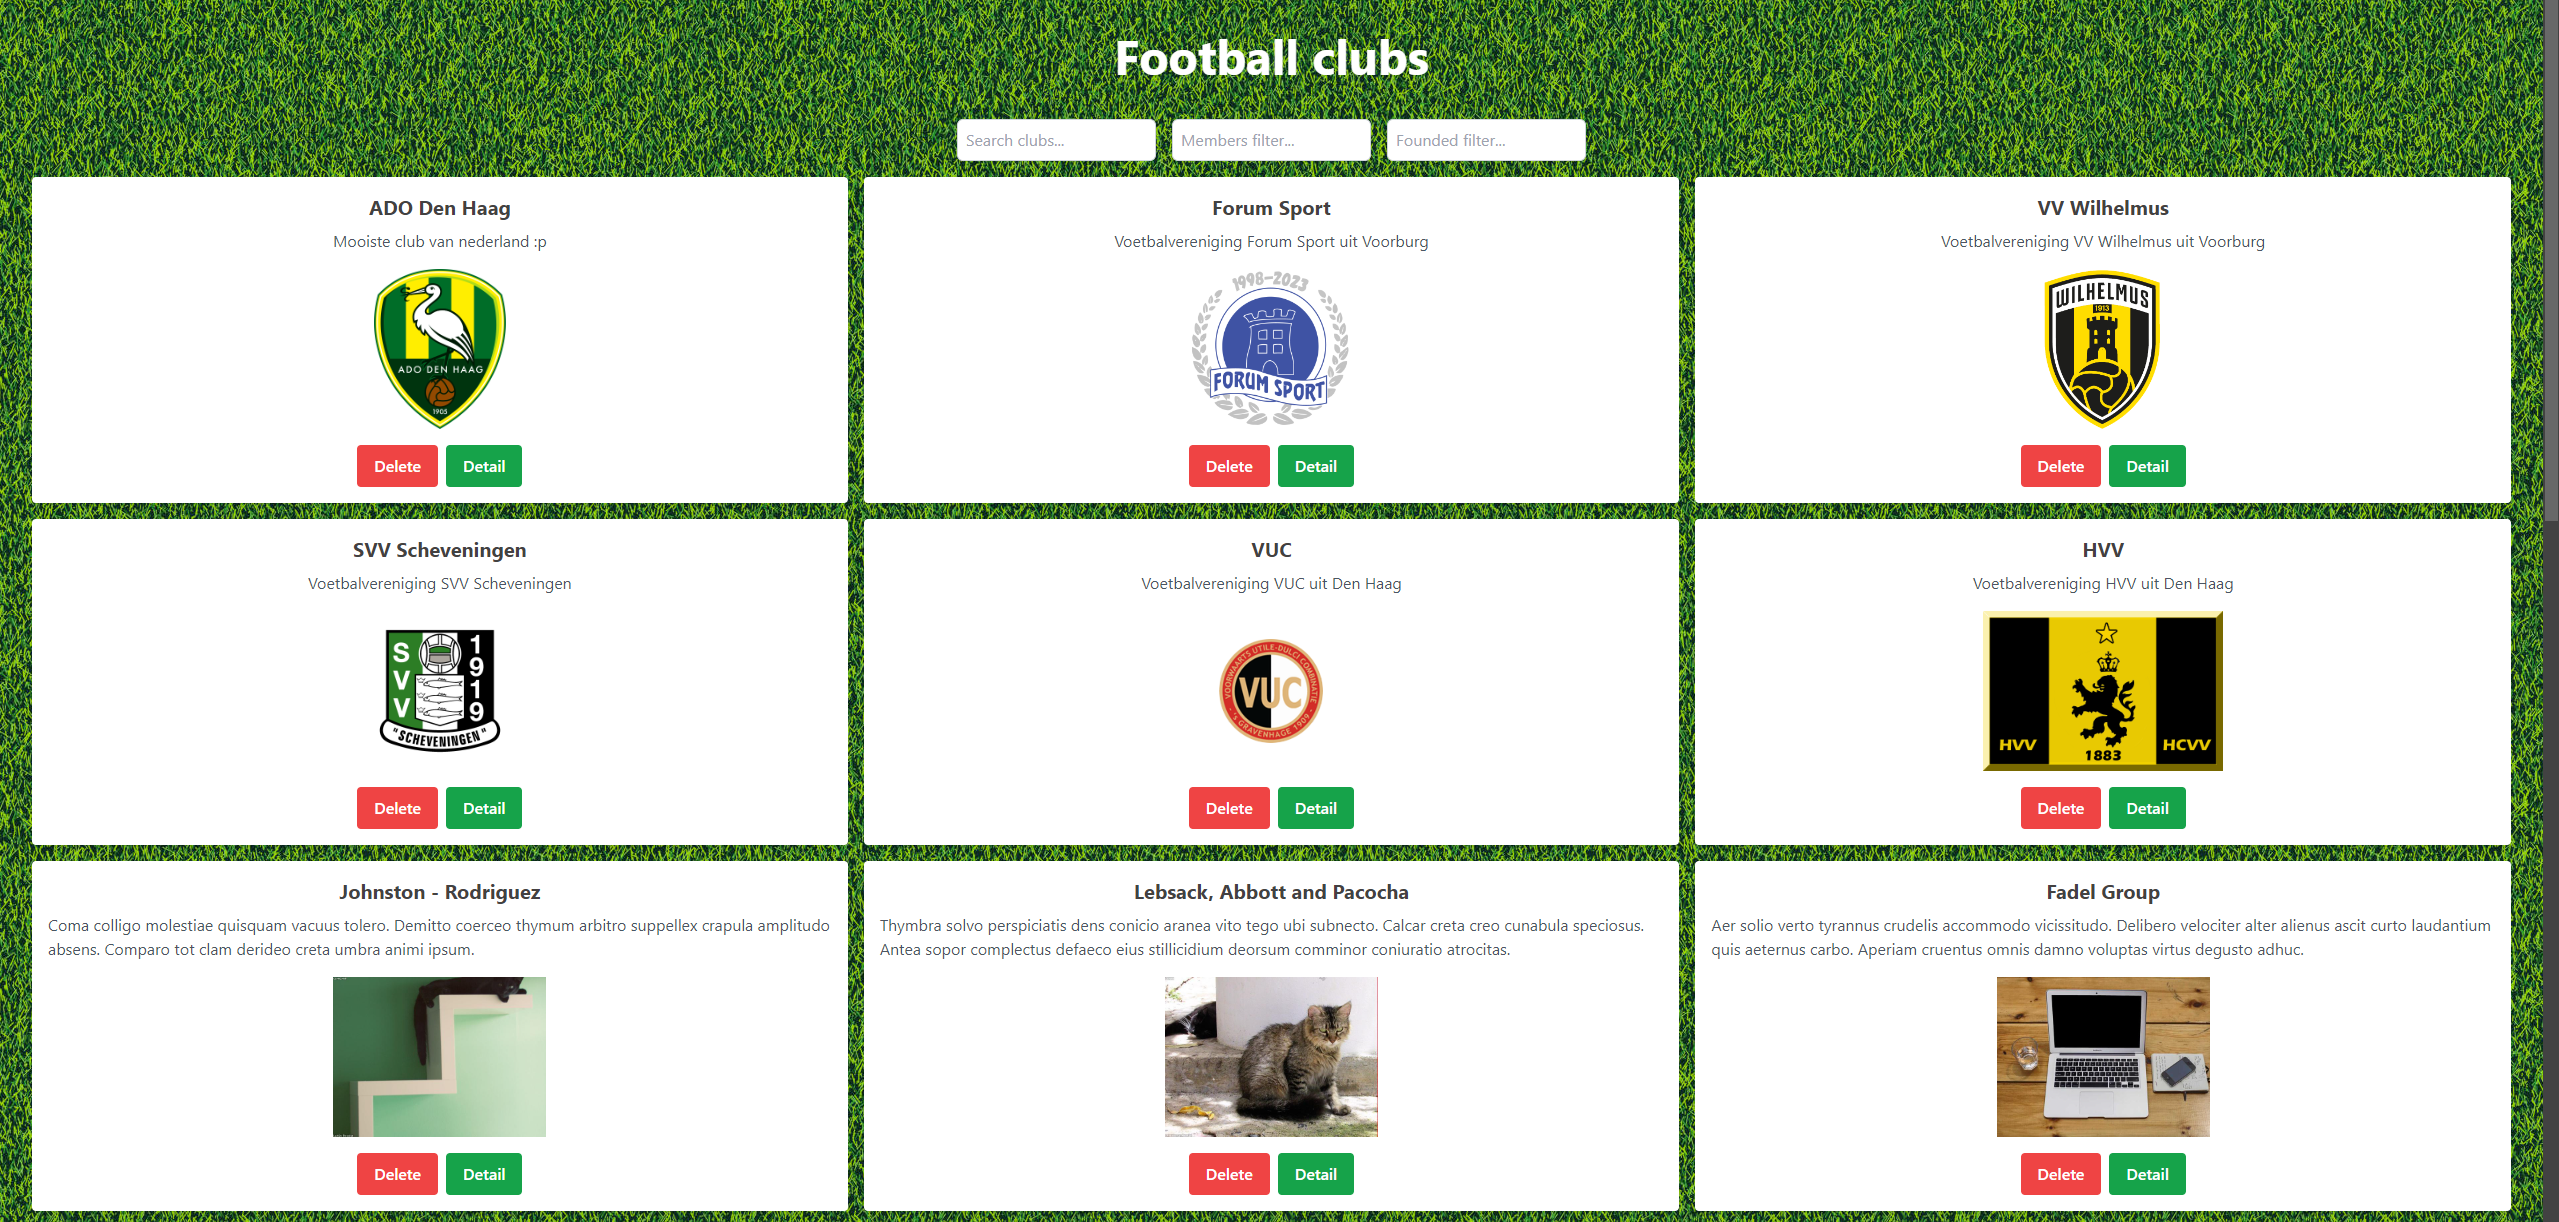 Football clubs
Search clubs...
Members filter...
Founded filter...
ADO Den Haag
Mooiste club van nederland :p
ADO DEN HAAG
1905
Delete
Detail
Forum Sport
Voetbalvereniging Forum Sport uit Voorburg
1998-2023
FORUM SPORT
Delete
Detail
VV Wilhelmus
Voetbalvereniging VV Wilhelmus uit Voorburg
WILHELMUS
1913
Delete
Detail
SVV Scheveningen
Voetbalvereniging SVV Scheveningen
SVV
1919
"SCHEVENINGEN"
Delete
Detail
VUC
Voetbalvereniging VUC uit Den Haag
VOORWAARTS UTILE-DULCI COMBINATIE
VUC
'S GRAVENHAGE 1909
Delete
Detail
HVV
Voetbalvereniging HVV uit Den Haag
HVV
HCVV
1883
Delete
Detail
Johnston - Rodriguez
Coma colligo molestiae quisquam vacuus tolero. Demitto coerceo thymum arbitro suppellex crapula amplitudo
absens. Comparo tot clam derideo creta umbra animi ipsum.
Delete
Detail
Lebsack, Abbott and Pacocha
Thymbra solvo perspiciatis dens conicio aranea vito tego ubi subnecto. Calcar creta creo cunabula speciosus.
Antea sopor complectus defaeco eius stillicidium deorsum comminor coniuratio atrocitas.
Delete
Detail
Fadel Group
Aer solio verto tyrannus crudelis accommodo vicissitudo. Delibero velociter alter alienus ascit curto laudantium
quis aeternus carbo. Aperiam cruentus omnis damno voluptas virtus degusto adhuc.
Delete
Detail